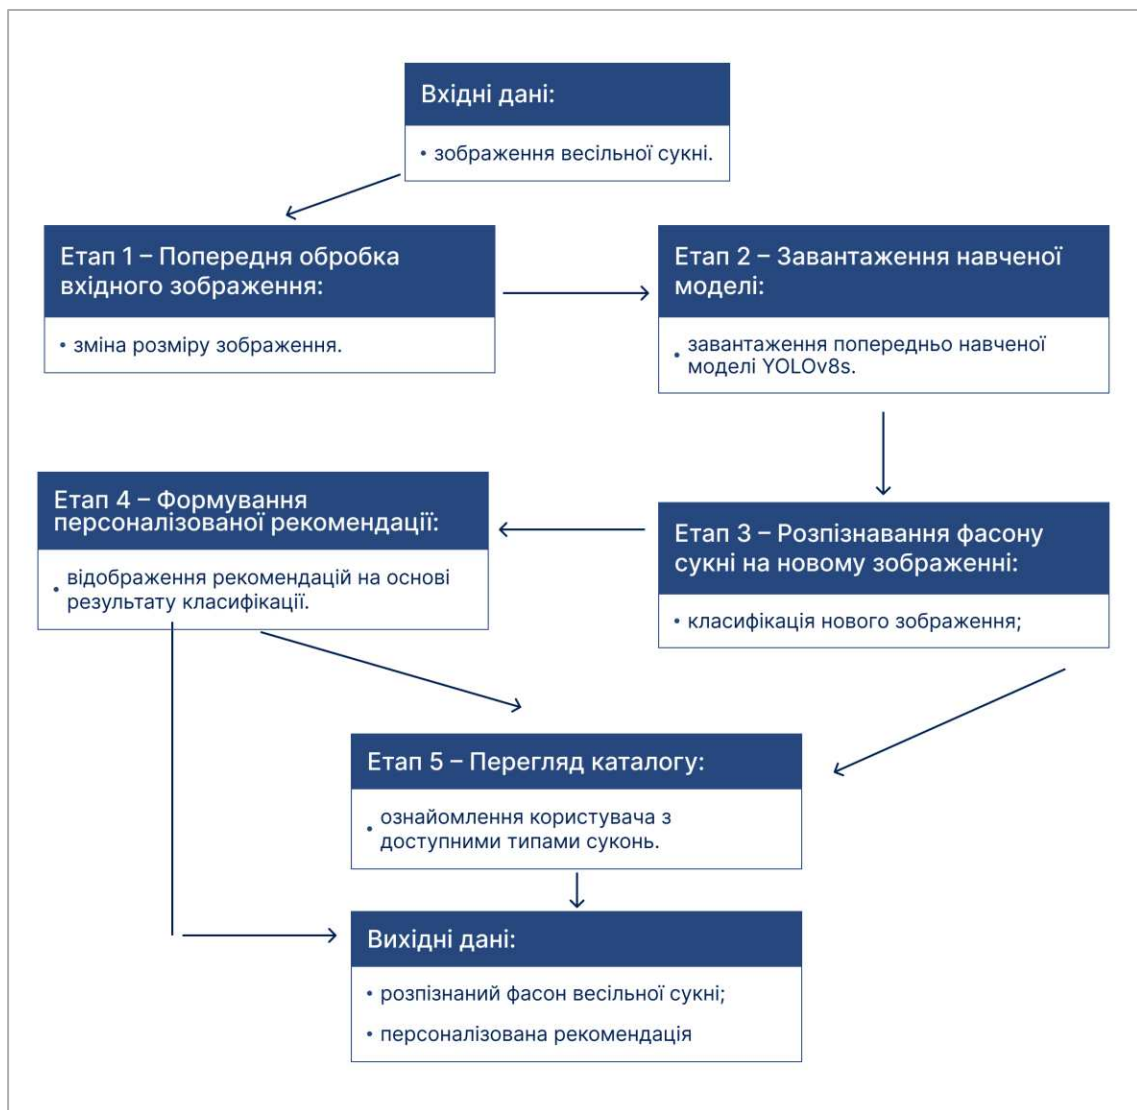 Вхідні дані:
• зображення весільної сукні.
Етап 1 – Попередня обробка
вхідного зображення:
• зміна розміру зображення.
Етап 2 – Завантаження навченої
моделі:
• завантаження попередньо навченої
моделі YOLOv8s.
Етап 3 – Розпізнавання фасону
сукні на новому зображенні:
• класифікація нового зображення;
Етап 4 – Формування
персоналізованої рекомендації:
• відображення рекомендацій на основі
результату класифікації.
Етап 5 – Перегляд каталогу:
• ознайомлення користувача з
доступними типами суконь.
Вихідні дані:
• розпізнаний фасон весільної сукні;
• персоналізована рекомендація